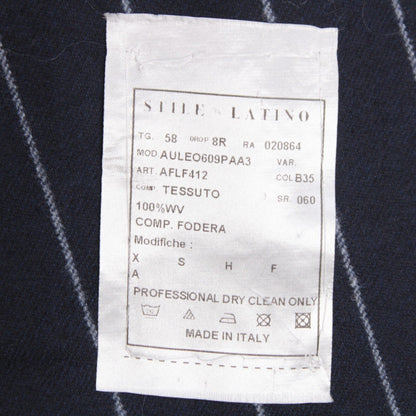 STILE LATINO
TG. 58 DROP 8R RA 020864
MOD AULEO609PAA3 VAR.
ART. AFLF412 COL B35
COMP. TESSUTO SR. 060
100%WV
COMP. FODERA
Modifiche :
X S H F
A
PROFESSIONAL DRY CLEAN ONLY
MADE IN ITALY